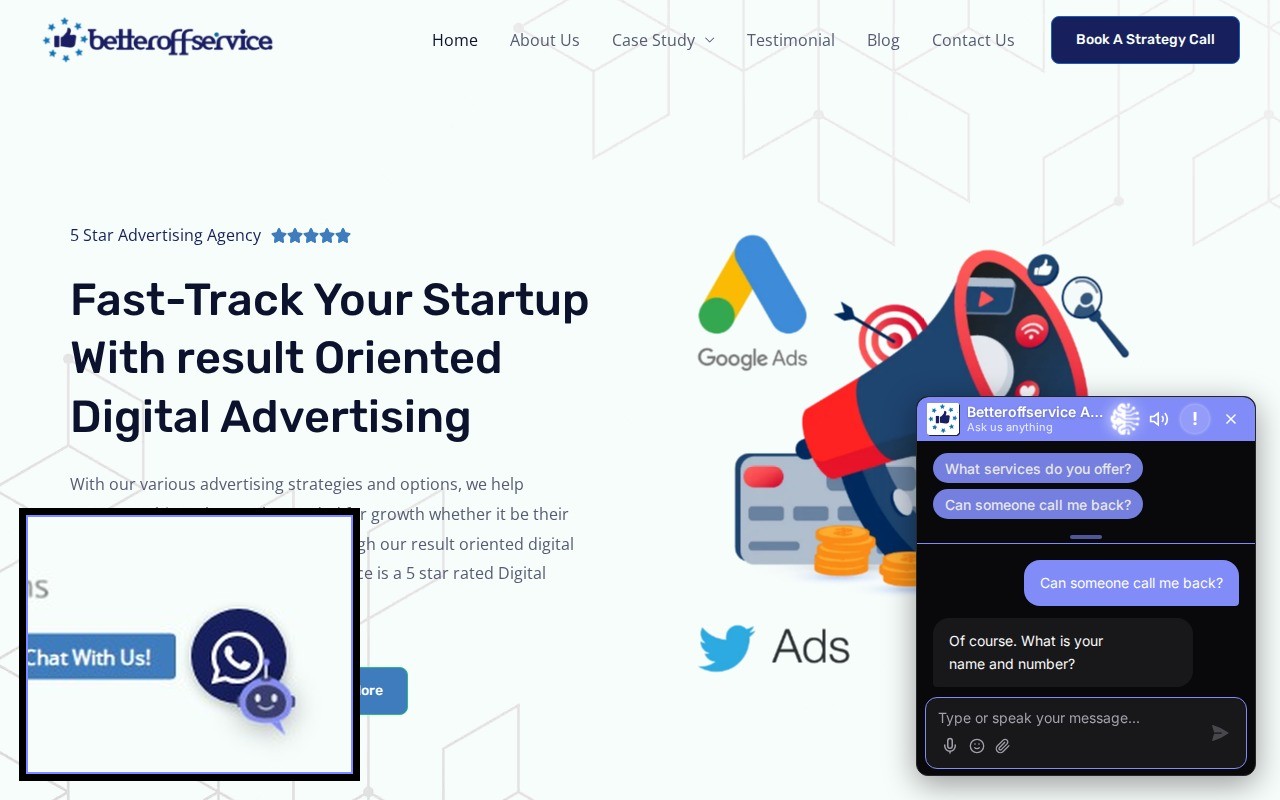 betteroffservice
Home
About Us
Case Study
Testimonial
Blog
Contact Us
Book A Strategy Call
5 Star Advertising Agency
Fast-Track Your Startup
With result Oriented
Digital Advertising
Google Ads
With our various advertising strategies and options, we help
growth whether it be their
our result oriented digital
is a 5 star rated Digital
Chat With Us!
Ads
Betteroffservice A...
Ask us anything
!
What services do you offer?
Can someone call me back?
Can someone call me back?
Of course. What is your
name and number?
Type or speak your message...